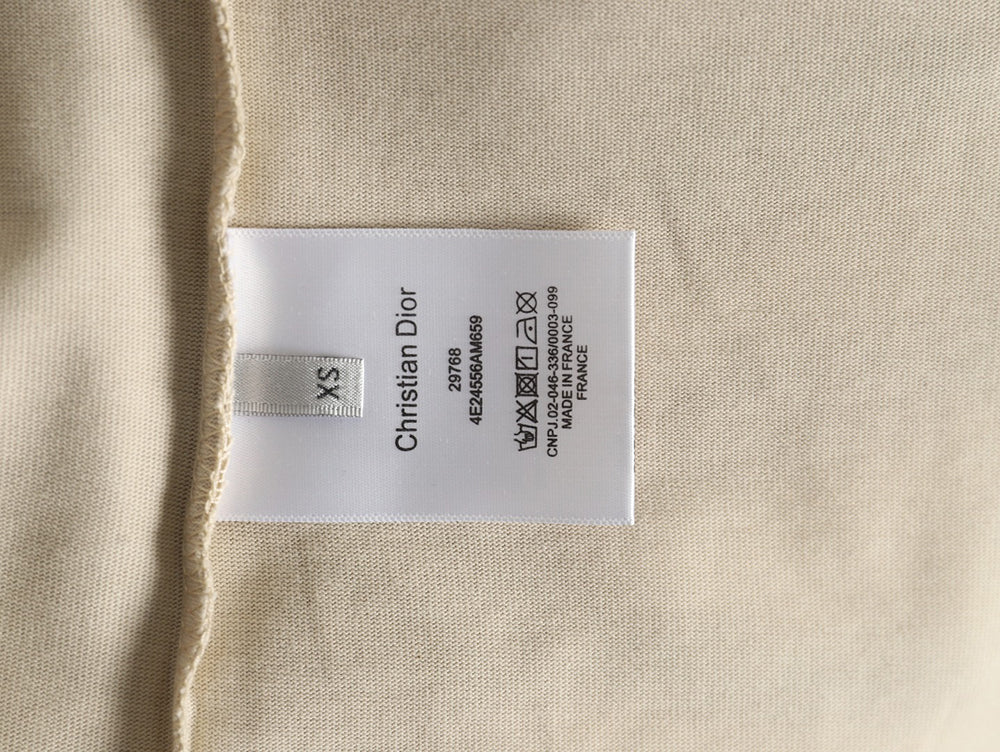 XS
Christian Dior
29768
4E24556AM659
CNPJ.02-046-336/0003-099
MADE IN FRANCE
FRANCE